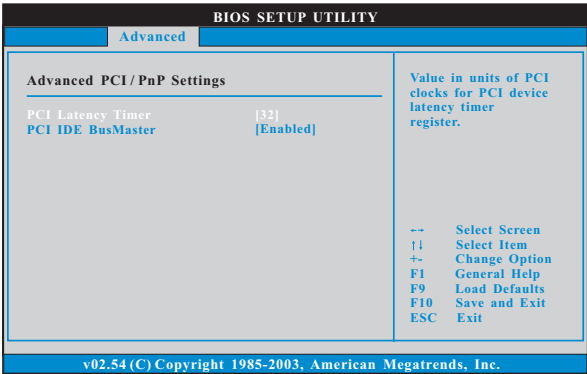 BIOS SETUP UTILITY
Advanced
Advanced PCI / PnP Settings
PCI Latency Timer [32]
PCI IDE BusMaster [Enabled]
Value in units of PCI
clocks for PCI device
latency timer
register.
←→ Select Screen
↑↓ Select Item
+- Change Option
F1 General Help
F9 Load Defaults
F10 Save and Exit
ESC Exit
v02.54 (C) Copyright 1985-2003, American Megatrends, Inc.